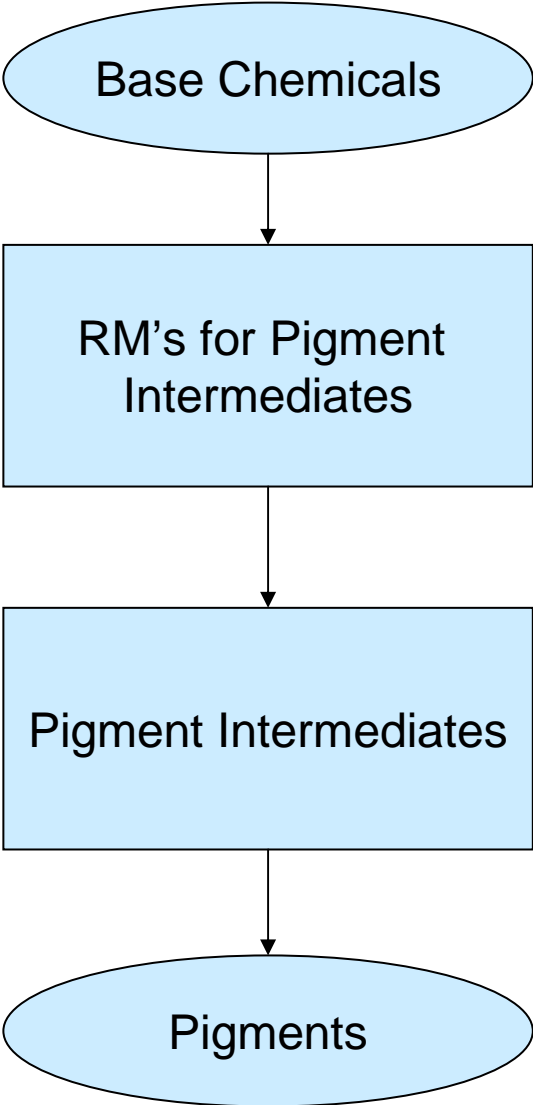 Base Chemicals
RM’s for Pigment
Intermediates
Pigment Intermediates
Pigments